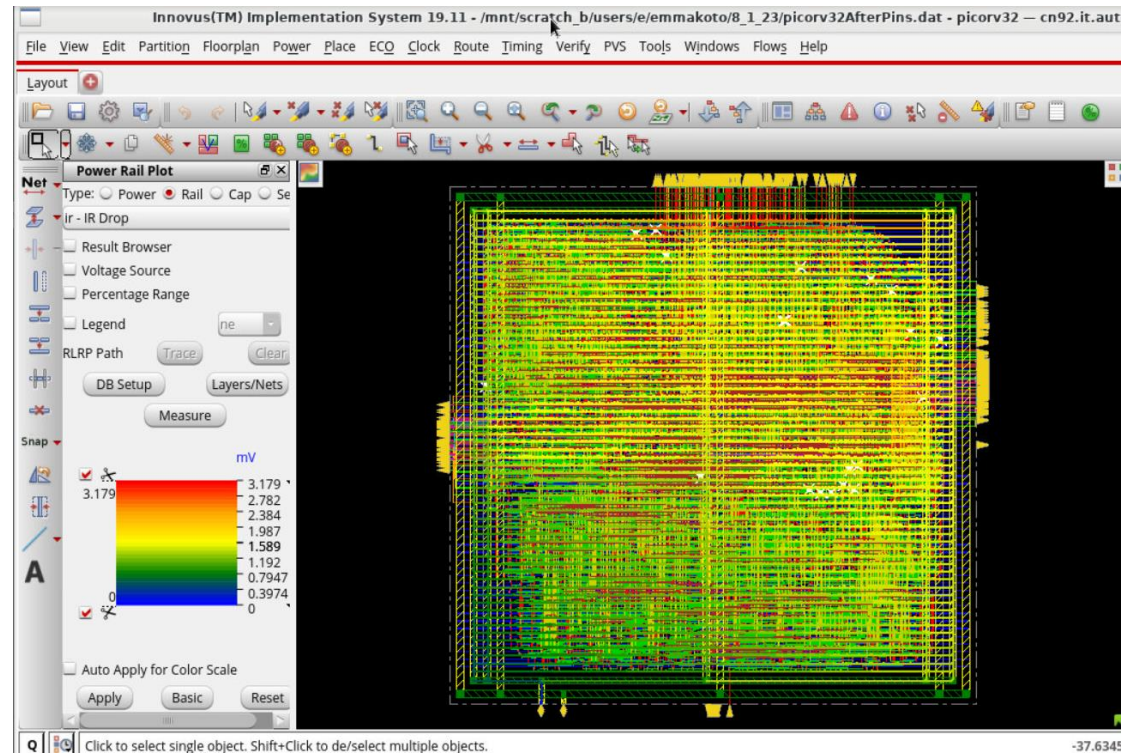 Innovus(TM) Implementation System 19.11 - /mnt/scratch_b/users/e/emmakoto/8_1_23/picorv32AfterPins.dat - picorv32 — cn92.it.aut
File View Edit Partition Floorplan Power Place ECO Clock Route Timing Verify PVS Tools Windows Flows Help
Layout
Power Rail Plot
Net
Type: Power Rail Cap Se
ir - IR Drop
Result Browser
Voltage Source
Percentage Range
Legend ne
RLRP Path Trace Clear
DB Setup Layers/Nets
Measure
Snap
mV
3.179 3.179
2.782
2.384
1.987
1.589
1.192
0.7947
0 0.3974
0
A
Auto Apply for Color Scale
Apply Basic Reset
Q Click to select single object. Shift+Click to de/select multiple objects. -37.6345